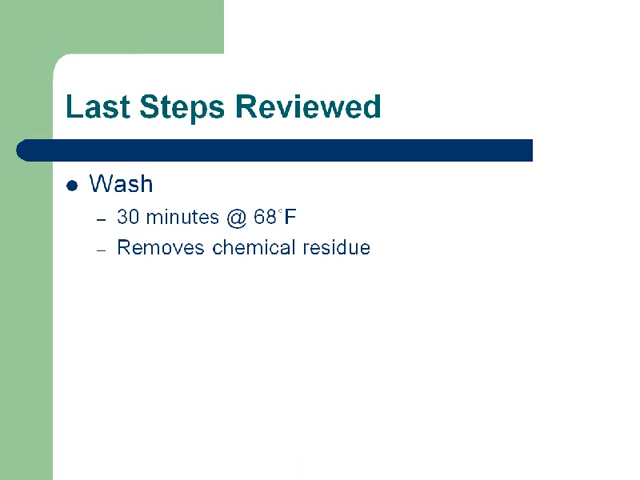 Last Steps Reviewed
● Wash
– 30 minutes @ 68°F
– Removes chemical residue